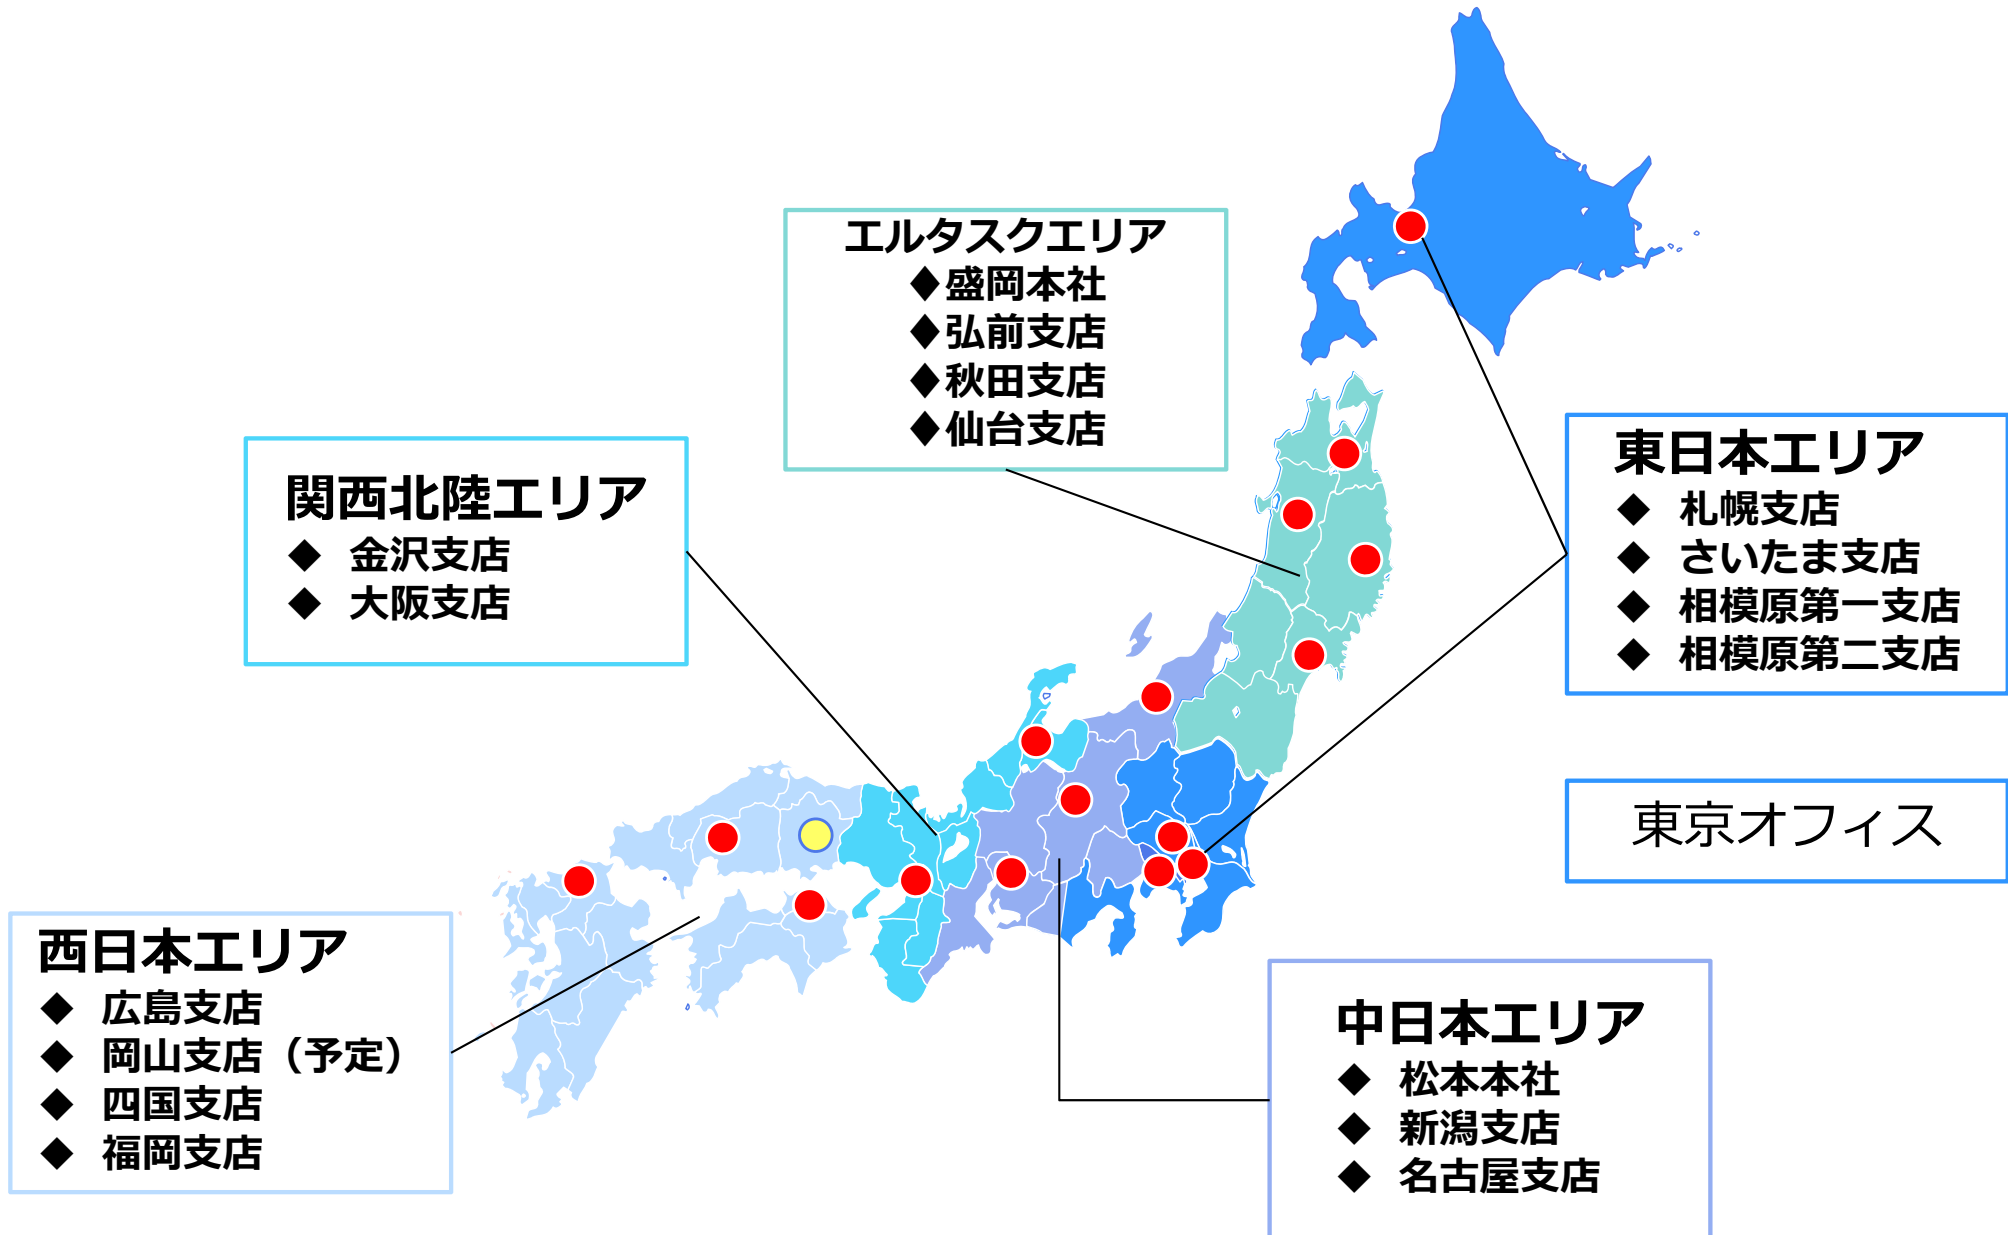 エルタスクエリア
◆盛岡本社
◆弘前支店
◆秋田支店
◆仙台支店
東日本エリア
◆ 札幌支店
◆ さいたま支店
◆ 相模原第一支店
◆ 相模原第二支店
関西北陸エリア
◆ 金沢支店
◆ 大阪支店
東京オフィス
西日本エリア
◆ 広島支店
◆ 岡山支店（予定）
◆ 四国支店
◆ 福岡支店
中日本エリア
◆ 松本本社
◆ 新潟支店
◆ 名古屋支店